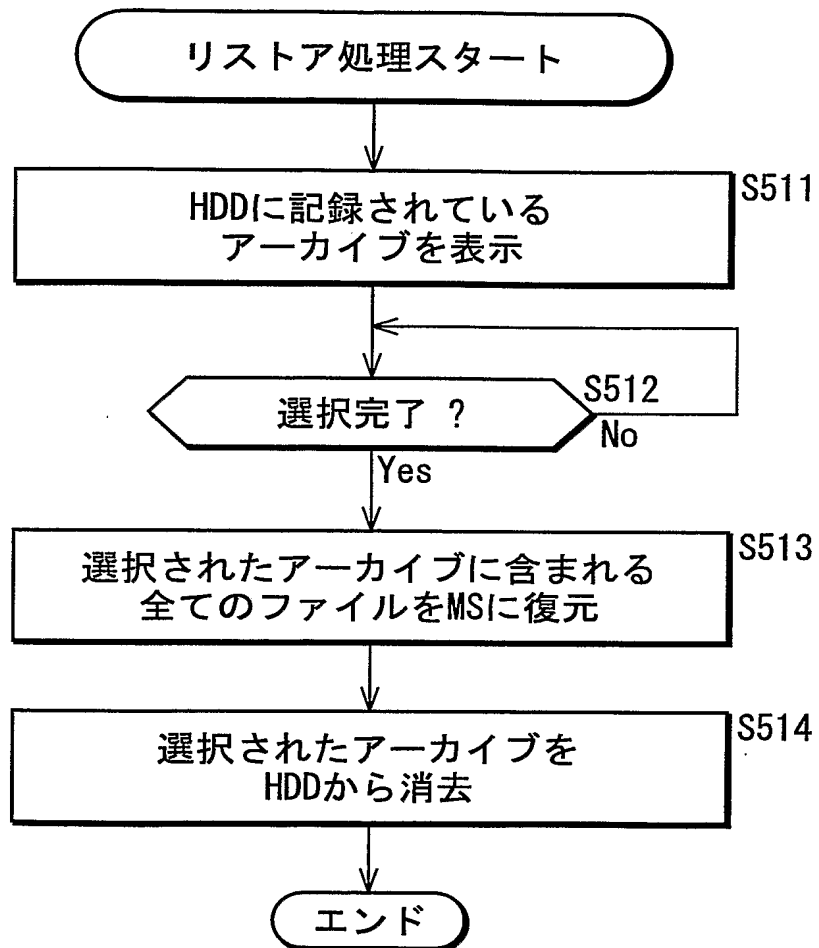 リストア処理スタート
S511
HDDに記録されている
アーカイブを表示
S512
選択完了 ?
No
Yes
S513
選択されたアーカイブに含まれる
全てのファイルをMSに復元
S514
選択されたアーカイブを
HDDから消去
エンド